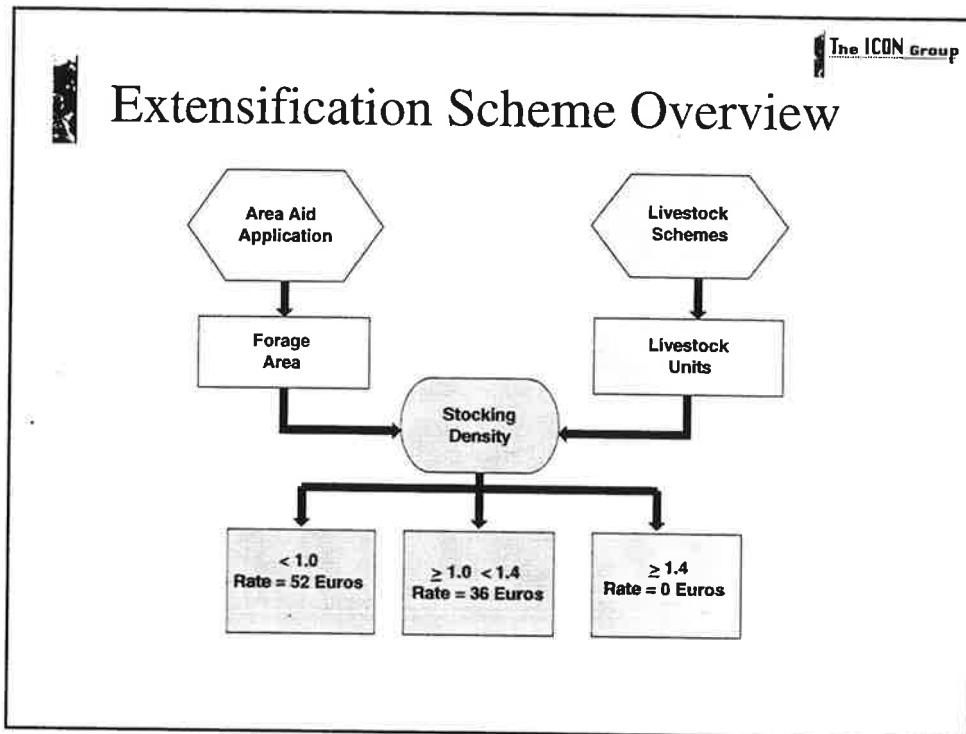 The ICON Group
Extensification Scheme Overview
Area Aid
Application
Livestock
Schemes
Forage
Area
Livestock
Units
Stocking
Density
< 1.0
Rate = 52 Euros
≥ 1.0 < 1.4
Rate = 36 Euros
≥ 1.4
Rate = 0 Euros